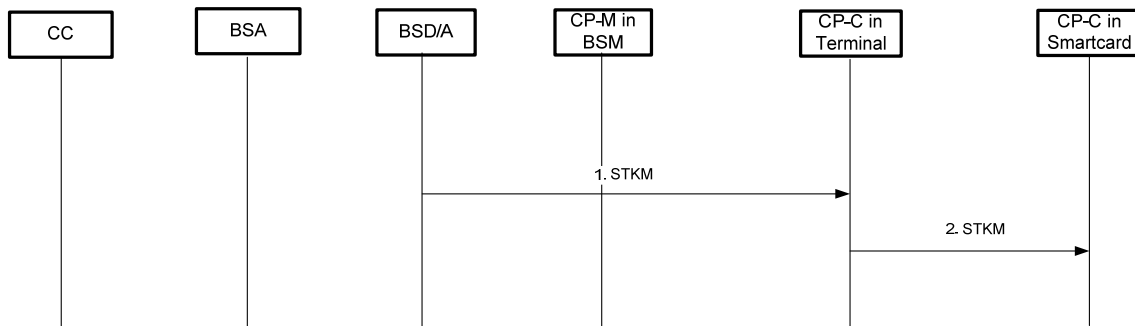 CC
BSA
BSD/A
CP-M in
BSM
CP-C in
Terminal
CP-C in
Smartcard
1. STKM
2. STKM